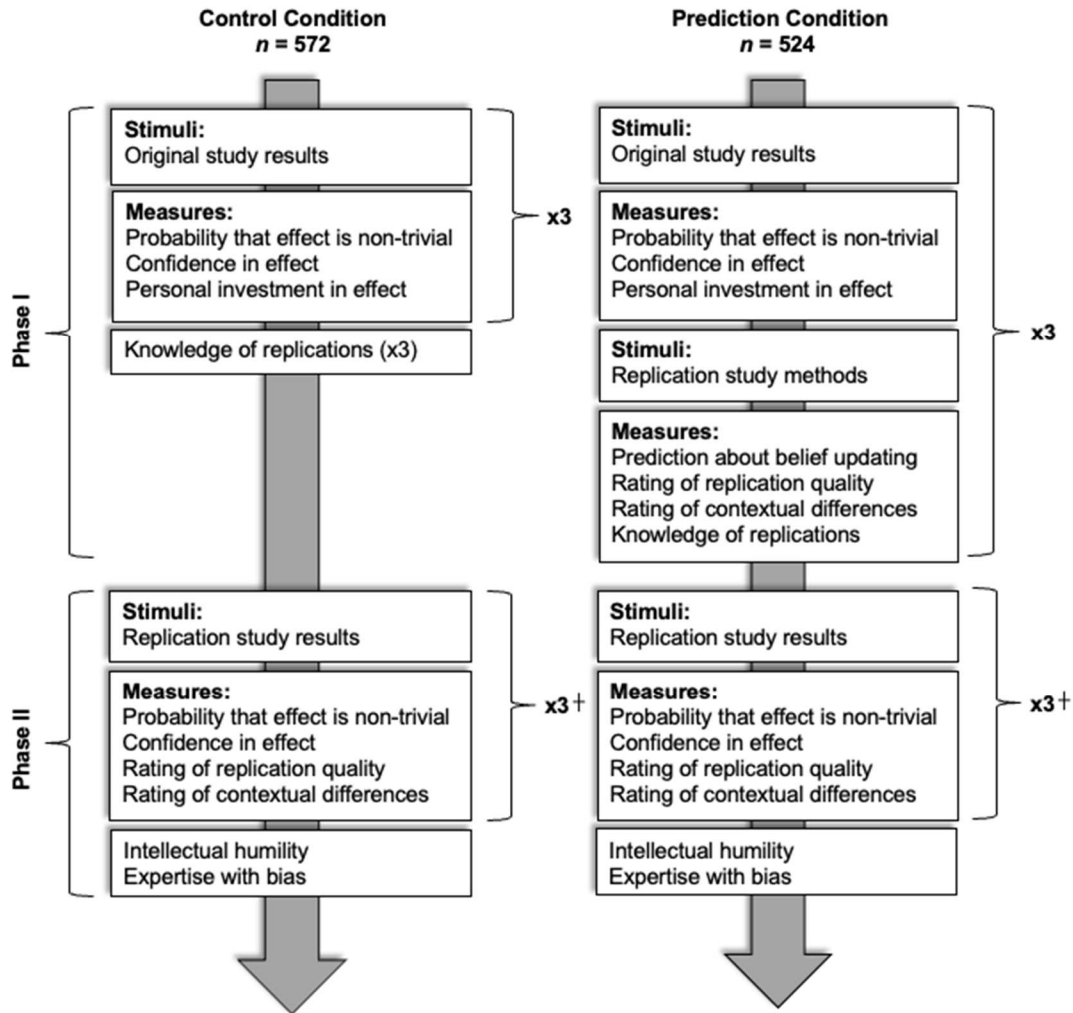 Control Condition
n = 572
Prediction Condition
n = 524
Phase I
Stimuli:
Original study results
Measures:
Probability that effect is non-trivial
Confidence in effect
Personal investment in effect
x3
Knowledge of replications (x3)
Stimuli:
Original study results
Measures:
Probability that effect is non-trivial
Confidence in effect
Personal investment in effect
Stimuli:
Replication study methods
Measures:
Prediction about belief updating
Rating of replication quality
Rating of contextual differences
Knowledge of replications
x3
Phase II
Stimuli:
Replication study results
Measures:
Probability that effect is non-trivial
Confidence in effect
Rating of replication quality
Rating of contextual differences
x3†
Intellectual humility
Expertise with bias
Stimuli:
Replication study results
Measures:
Probability that effect is non-trivial
Confidence in effect
Rating of replication quality
Rating of contextual differences
x3†
Intellectual humility
Expertise with bias